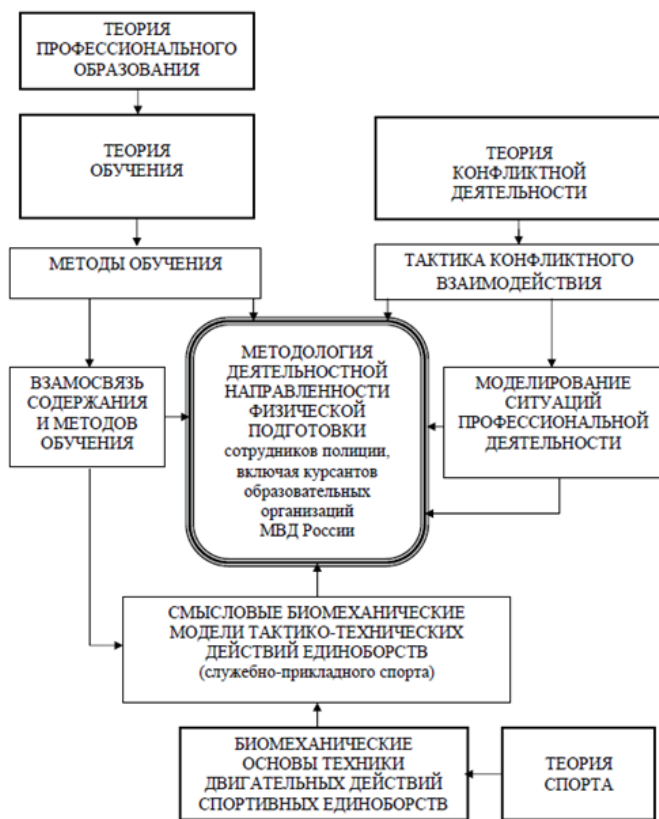 ТЕОРИЯ
ПРОФЕССИОНАЛЬНОГО
ОБРАЗОВАНИЯ
ТЕОРИЯ
ОБУЧЕНИЯ
ТЕОРИЯ
КОНФЛИКТНОЙ
ДЕЯТЕЛЬНОСТИ
МЕТОДЫ ОБУЧЕНИЯ
ТАКТИКА КОНФЛИКТНОГО
ВЗАИМОДЕЙСТВИЯ
ВЗАМОСВЯЗЬ
СОДЕРЖАНИЯ
И МЕТОДОВ
ОБУЧЕНИЯ
МЕТОДОЛОГИЯ
ДЕЯТЕЛЬНОСТНОЙ
НАПРАВЛЕННОСТИ
ФИЗИЧЕСКОЙ
ПОДГОТОВКИ
сотрудников полиции,
включая курсантов
образовательных
организаций
МВД России
МОДЕЛИРОВАНИЕ
СИТУАЦИЙ
ПРОФЕССИОНАЛЬНОЙ
ДЕЯТЕЛЬНОСТИ
СМЫСЛОВЫЕ БИОМЕХАНИЧЕСКИЕ
МОДЕЛИ ТАКТИКО-ТЕХНИЧЕСКИХ
ДЕЙСТВИЙ ЕДИНОБОРСТВ
(служебно-прикладного спорта)
БИОМЕХАНИЧЕСКИЕ
ОСНОВЫ ТЕХНИКИ
ДВИГАТЕЛЬНЫХ ДЕЙСТВИЙ
СПОРТИВНЫХ ЕДИНОБОРСТВ
ТЕОРИЯ
СПОРТА